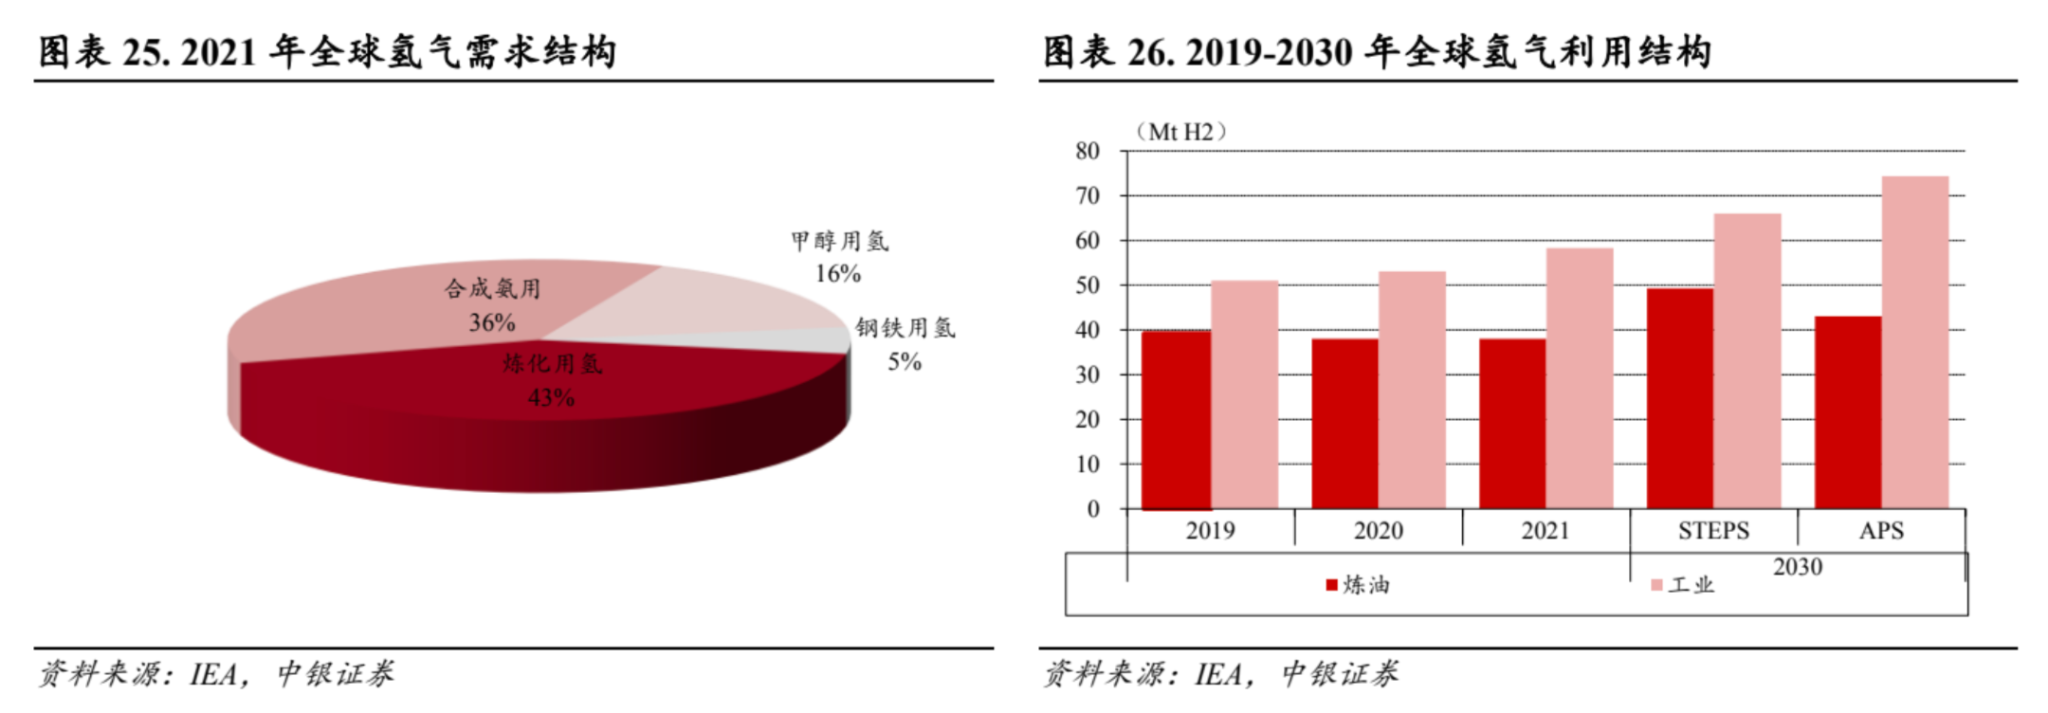 图表 25. 2021 年全球氢气需求结构
甲醇用氢
16%
合成氨用
36%
钢铁用氢
5%
炼化用氢
43%
资料来源：IEA，中银证券
图表 26. 2019-2030 年全球氢气利用结构
（Mt H2）
80
70
60
50
40
30
20
10
0
2019 2020 2021 STEPS APS
2030
炼油 工业
资料来源：IEA，中银证券